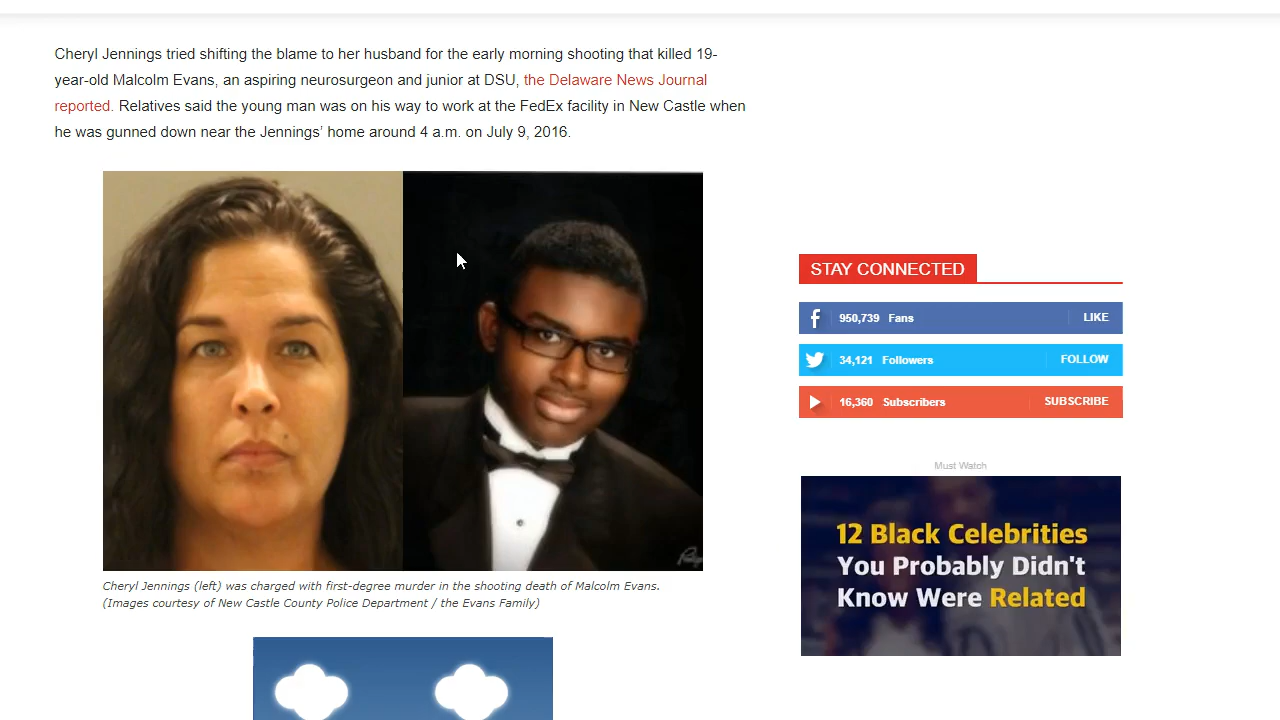 Cheryl Jennings tried shifting the blame to her husband for the early morning shooting that killed 19-
year-old Malcolm Evans, an aspiring neurosurgeon and junior at DSU, the Delaware News Journal
reported. Relatives said the young man was on his way to work at the FedEx facility in New Castle when
he was gunned down near the Jennings' home around 4 a.m. on July 9, 2016.
Cheryl Jennings (left) was charged with first-degree murder in the shooting death of Malcolm Evans.
(Images courtesy of New Castle County Police Department / the Evans Family)
STAY CONNECTED
950,739 Fans LIKE
34,121 Followers FOLLOW
16,360 Subscribers SUBSCRIBE
Must Watch
12 Black Celebrities
You Probably Didn't
Know Were Related